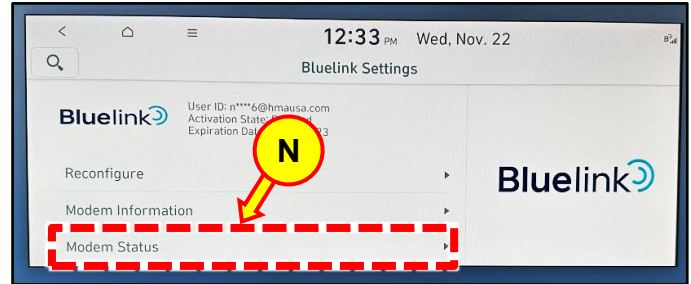 12:33 PM Wed, Nov. 22
Bluelink Settings
Bluelink
User ID: n****6@hmausa.com
Activation State:
Expiration Dat 23
N
Reconfigure
Bluelink
Modem Information
Modem Status